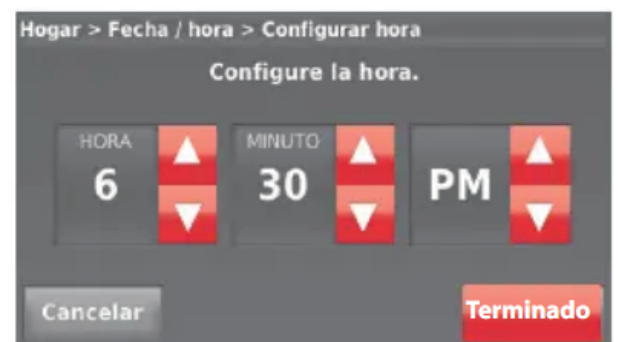 Hogar > Fecha / hora > Configurar hora
Configure la hora.
HORA MINUTO
6 30 PM
Cancelar Terminado